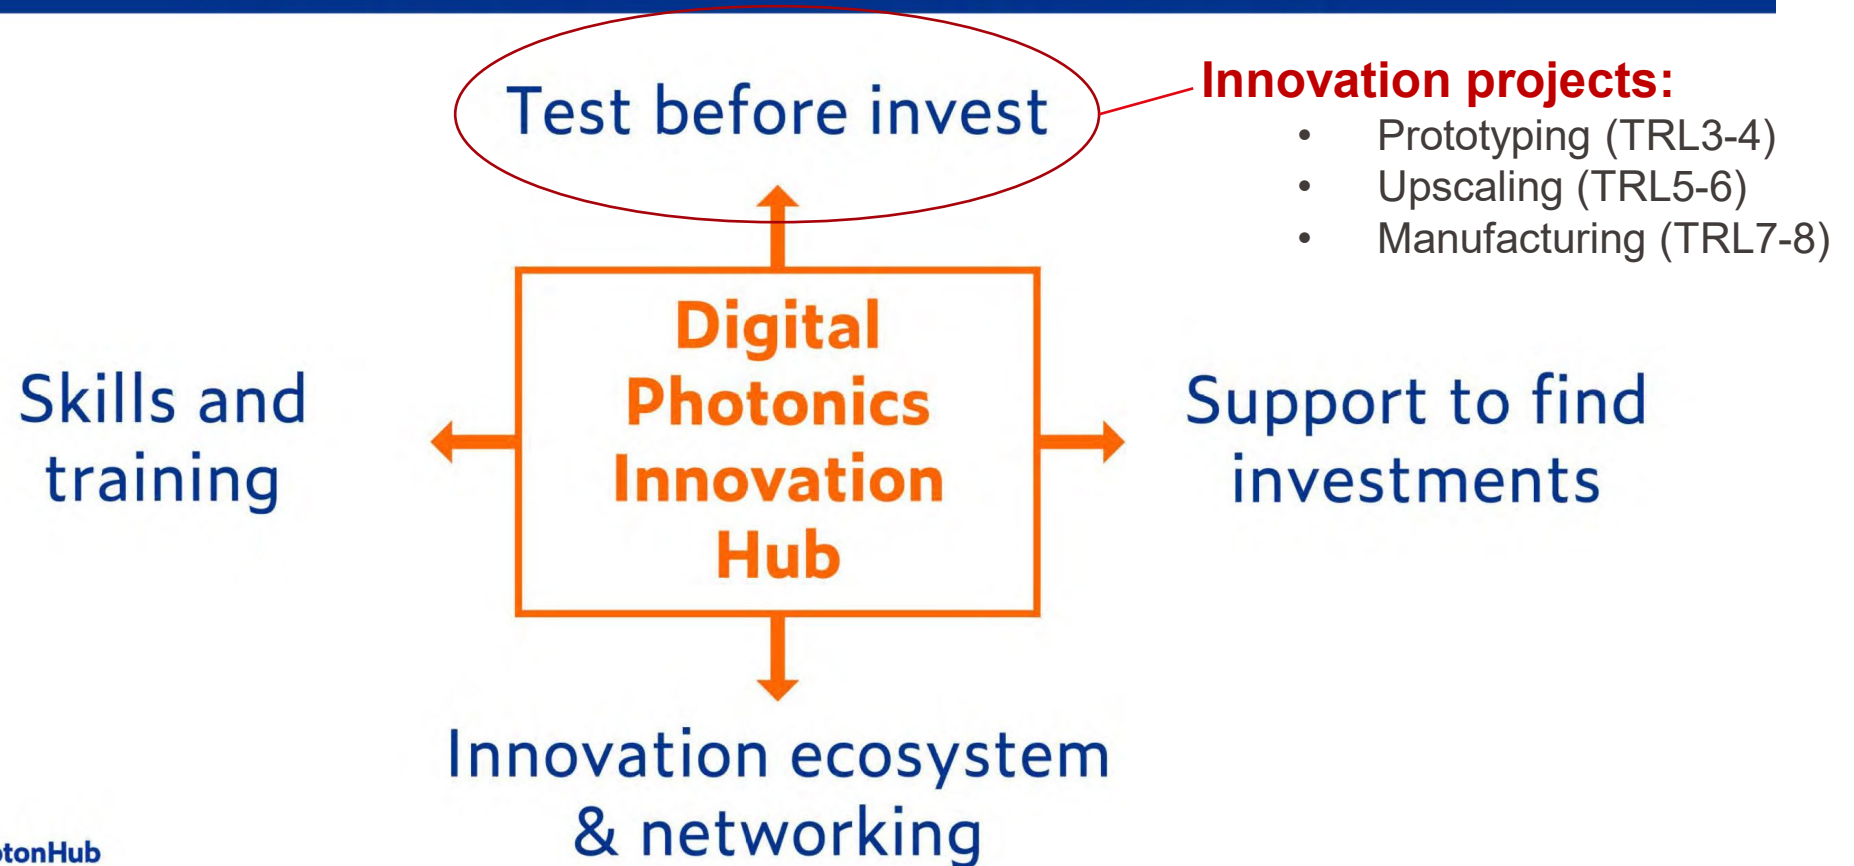 Test before invest
Innovation projects:
• Prototyping (TRL3-4)
• Upscaling (TRL5-6)
• Manufacturing (TRL7-8)
Digital
Photonics
Innovation
Hub
Skills and
training
Support to find
investments
Innovation ecosystem
& networking
otonHub